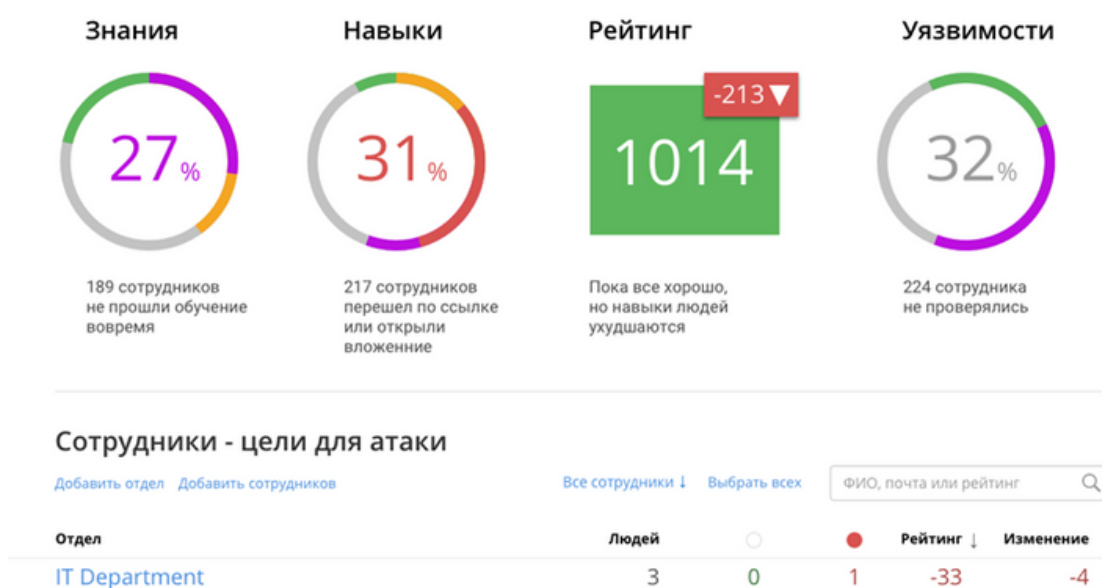 Знания
Навыки
Рейтинг
Уязвимости
27%
31%
-213▼
1014
32%
189 сотрудников
не прошли обучение
вовремя
217 сотрудников
перешел по ссылке
или открыли
вложенние
Пока все хорошо,
но навыки людей
ухудшаются
224 сотрудника
не проверялись
Сотрудники - цели для атаки
Добавить отдел Добавить сотрудников
Все сотрудники ↓ Выбрать всех
ФИО, почта или рейтинг
Отдел Людей Рейтинг ↓ Изменение
IT Department 3 0 1 -33 -4